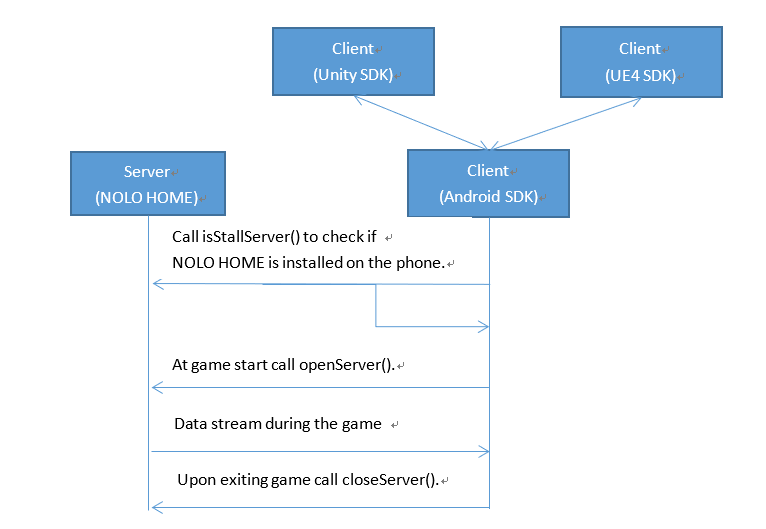 Client
(Unity SDK)
Client
(UE4 SDK)
Server
(NOLO HOME)
Client
(Android SDK)
Call isStallServer() to check if
NOLO HOME is installed on the phone.
At game start call openServer().
Data stream during the game
Upon exiting game call closeServer().